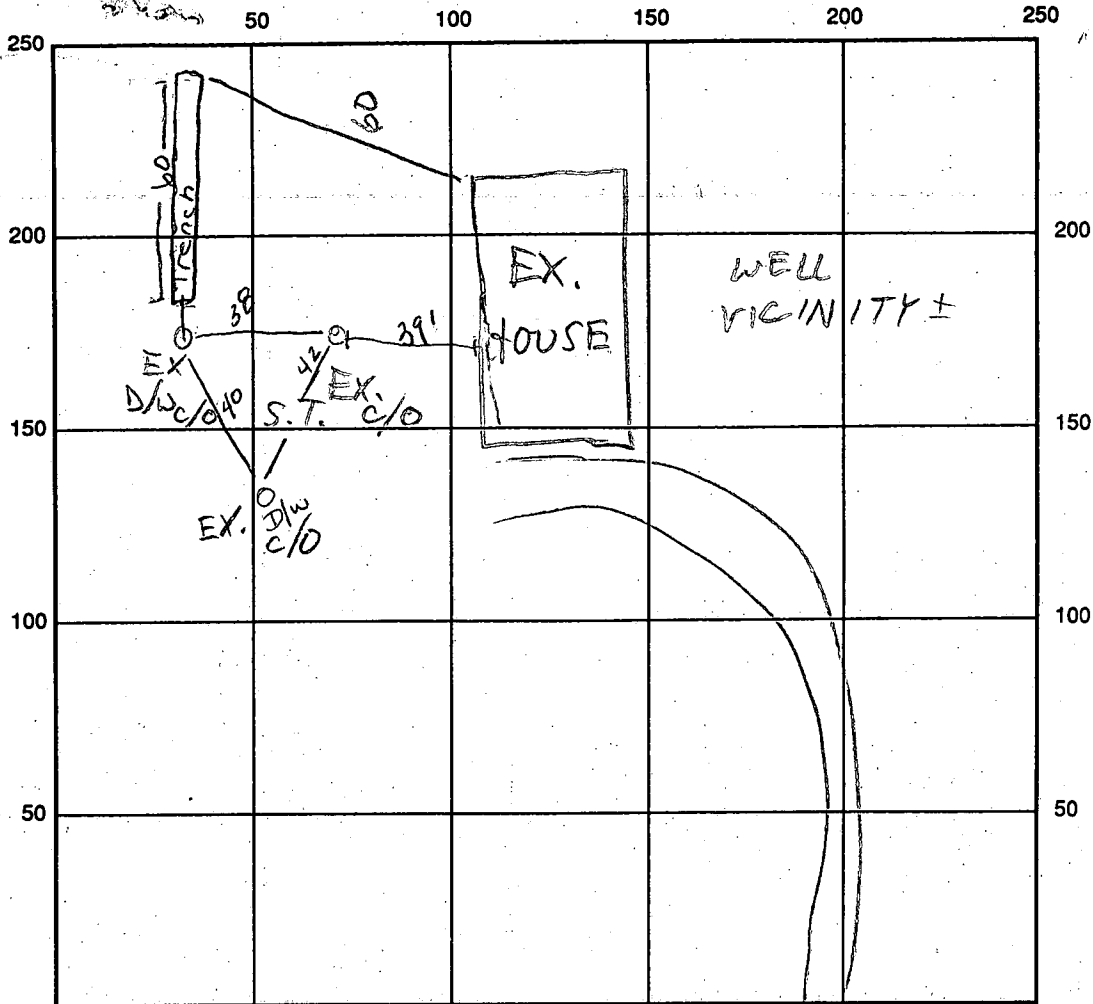 50 100 150 200 250
250
60
60
Trench
200 200
EX.
HOUSE
WELL
VICINITY ±
38
39'
42
EX
D/W C/O
40
S.T.
EX.
C/O
150 150
EX. D/W
C/O
100 100
50 50